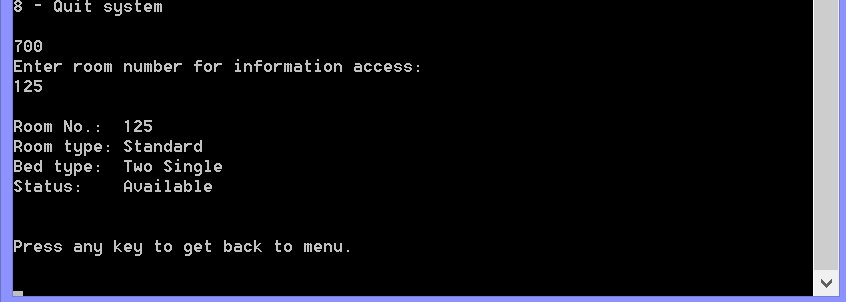 8 - Quit system
700
Enter room number for information access:
125
Room No.:  125
Room type: Standard
Bed type:  Two Single
Status:    Available
Press any key to get back to menu.